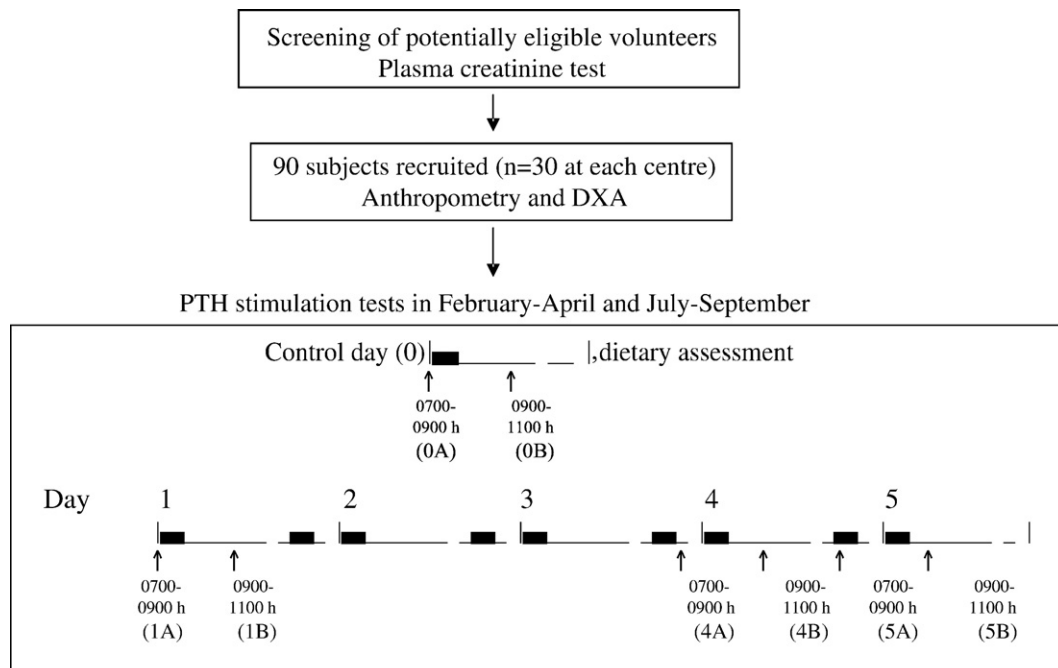 Screening of potentially eligible volunteers
Plasma creatinine test
90 subjects recruited (n=30 at each centre)
Anthropometry and DXA
PTH stimulation tests in February-April and July-September
Control day (0) ,dietary assessment
0700- 0900-
0900 h 1100 h
(0A) (0B)
Day 1 2 3 4 5
0700- 0900- 0700- 0900- 0700- 0900-
0900 h 1100 h 0900 h 1100 h 0900 h 1100 h
(1A) (1B) (4A) (4B) (5A) (5B)